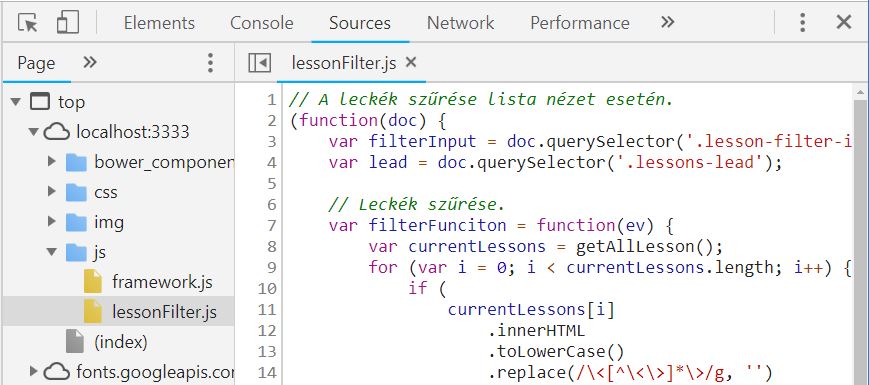 Elements Console Sources Network Performance »
Page »
lessonFilter.js ×
top
localhost:3333
bower_componen
css
img
js
framework.js
lessonFilter.js
(index)
fonts.googleapis.cor
1 // A leckék szűrése lista nézet esetén.
2 (function(doc) {
3 var filterInput = doc.querySelector('.lesson-filter-i
4 var lead = doc.querySelector('.lessons-lead');
5
6 // Leckék szűrése.
7 var filterFunciton = function(ev) {
8 var currentLessons = getAllLesson();
9 for (var i = 0; i < currentLessons.length; i++) {
10 if (
11 currentLessons[i]
12 .innerHTML
13 .toLowerCase()
14 .replace(/\<[^\<\>]*\>/g, '')